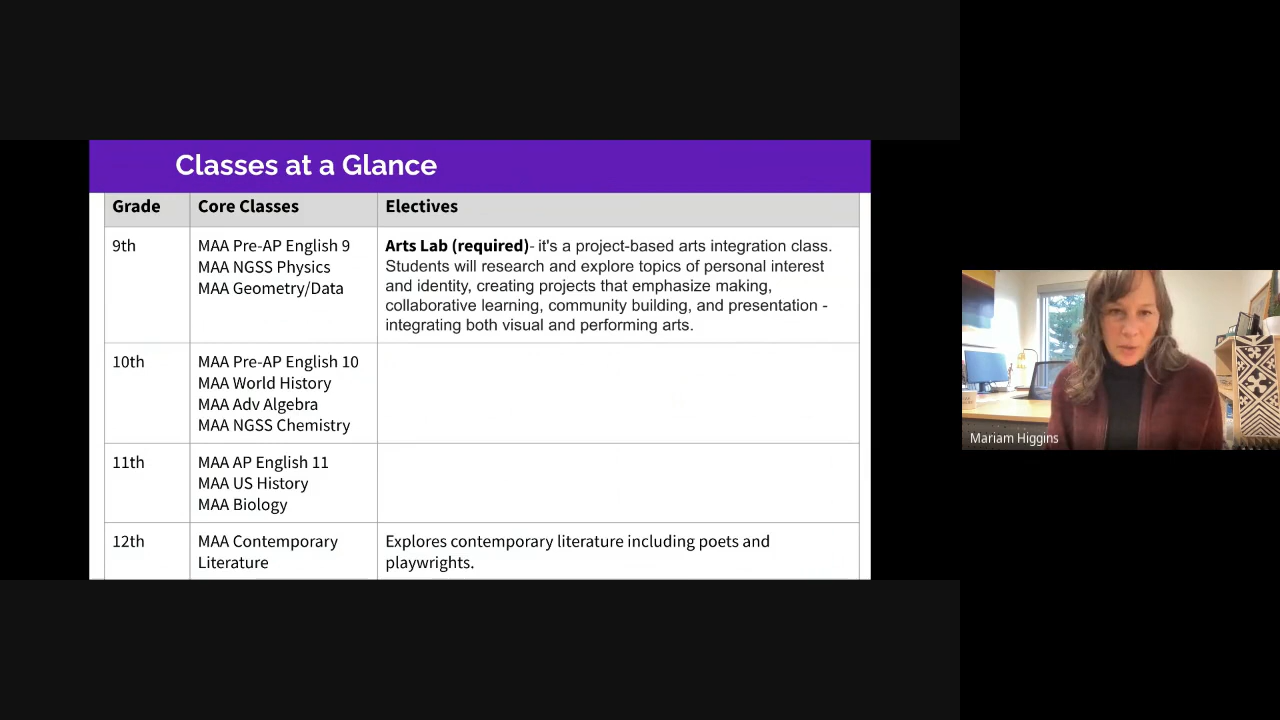 Classes at a Glance
Grade Core Classes Electives
9th MAA Pre-AP English 9 Arts Lab (required)- it's a project-based arts integration class.
MAA NGSS Physics Students will research and explore topics of personal interest
MAA Geometry/Data and identity, creating projects that emphasize making,
collaborative learning, community building, and presentation -
integrating both visual and performing arts.
10th MAA Pre-AP English 10
MAA World History
MAA Adv Algebra
MAA NGSS Chemistry
11th MAA AP English 11
MAA US History
MAA Biology
12th MAA Contemporary Explores contemporary literature including poets and
Literature playwrights.
Mariam Higgins